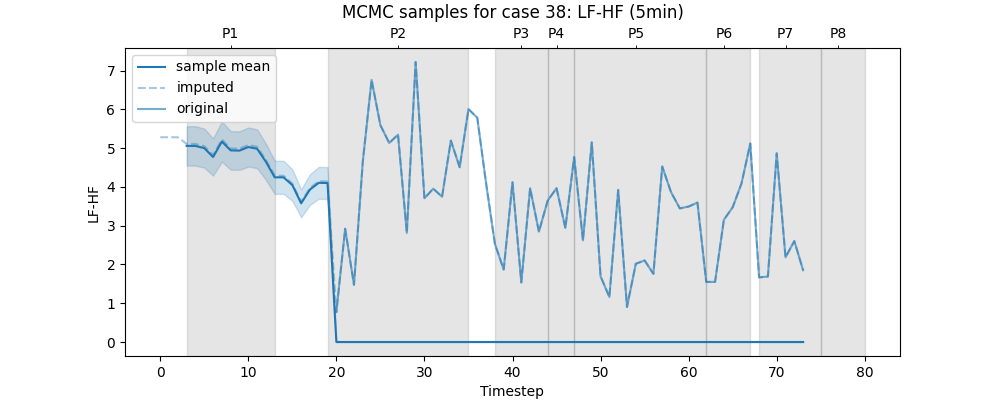 MCMC samples for case 38: LF-HF (5min)
P1 P2 P3 P4 P5 P6 P7 P8
sample mean
imputed
original
7
6
5
4
3
2
1
0
LF-HF
0 10 20 30 40 50 60 70 80
Timestep